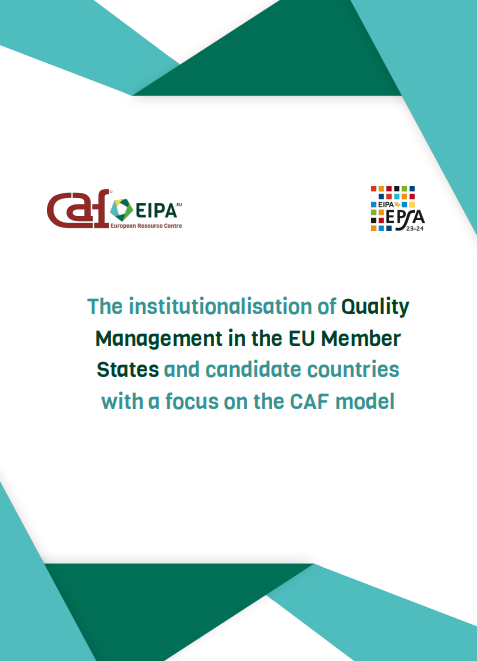 caf EIPA.EU
European Resource Centre
EIPA
EPSA
23-24
The institutionalisation of Quality
Management in the EU Member
States and candidate countries
with a focus on the CAF model